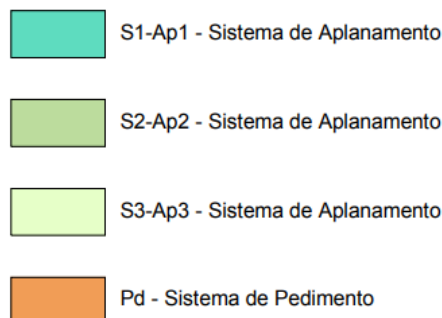 S1-Ap1 - Sistema de Aplanamento
S2-Ap2 - Sistema de Aplanamento
S3-Ap3 - Sistema de Aplanamento
Pd - Sistema de Pedimento